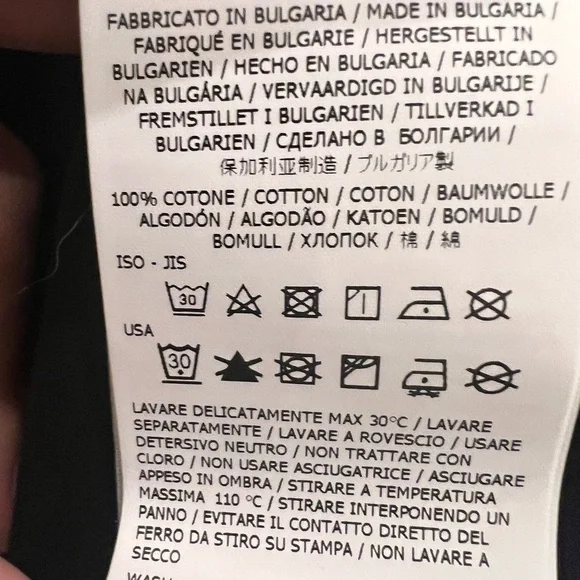 FABBRICATO IN BULGARIA / MADE IN BULGARIA /
FABRIQUÉ EN BULGARIE / HERGESTELLT IN
BULGARIEN / HECHO EN BULGARIA / FABRICADO
NA BULGÁRIA / VERVAARDIGD IN BULGARIJE /
FREMSTILLET I BULGARIEN / TILLVERKAD I
BULGARIEN / СДЕЛАНО В БОЛГАРИИ /
保加利亚制造 / ブルガリア製
100% COTONE / COTTON / COTON / BAUMWOLLE /
ALGODÓN / ALGODÃO / KATOEN / BOMULD /
BOMULL / ХЛОПОК / 棉 / 綿
ISO - JIS
30
USA
30
LAVARE DELICATAMENTE MAX 30°C / LAVARE
SEPARATAMENTE / LAVARE A ROVESCIO / USARE
DETERSIVO NEUTRO / NON TRATTARE CON
CLORO / NON USARE ASCIUGATRICE / ASCIUGARE
APPESO IN OMBRA / STIRARE A TEMPERATURA
MASSIMA 110 °C / STIRARE INTERPONENDO UN
PANNO / EVITARE IL CONTATTO DIRETTO DEL
FERRO DA STIRO SU STAMPA / NON LAVARE A
SECCO